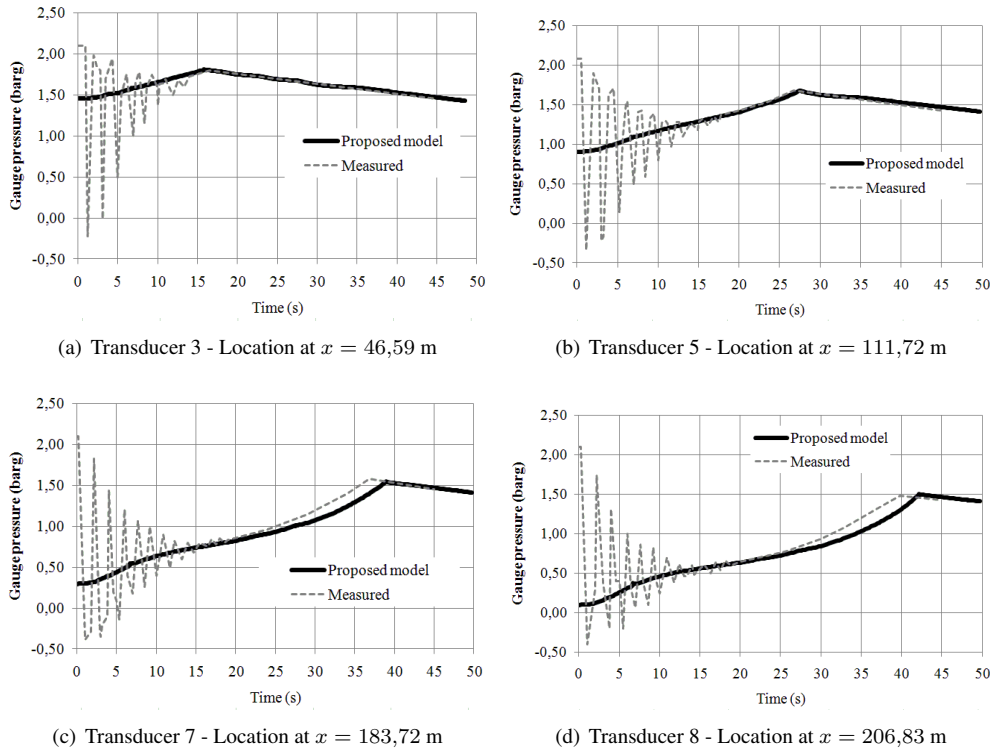 2,50
2,00
1,50
1,00
0,50
0,00
-0,50
Gauge pressure (barg)
Proposed model
Measured
0 5 10 15 20 25 30 35 40 45 50
Time (s)
(a) Transducer 3 - Location at x = 46,59 m
2,50
2,00
1,50
1,00
0,50
0,00
-0,50
Gauge pressure (barg)
Proposed model
Measured
0 5 10 15 20 25 30 35 40 45 50
Time (s)
(b) Transducer 5 - Location at x = 111,72 m
2,50
2,00
1,50
1,00
0,50
0,00
-0,50
Gauge pressure (barg)
Proposed model
Measured
0 5 10 15 20 25 30 35 40 45 50
Time (s)
(c) Transducer 7 - Location at x = 183,72 m
2,50
2,00
1,50
1,00
0,50
0,00
-0,50
Gauge pressure (barg)
Proposed model
Measured
0 5 10 15 20 25 30 35 40 45 50
Time (s)
(d) Transducer 8 - Location at x = 206,83 m